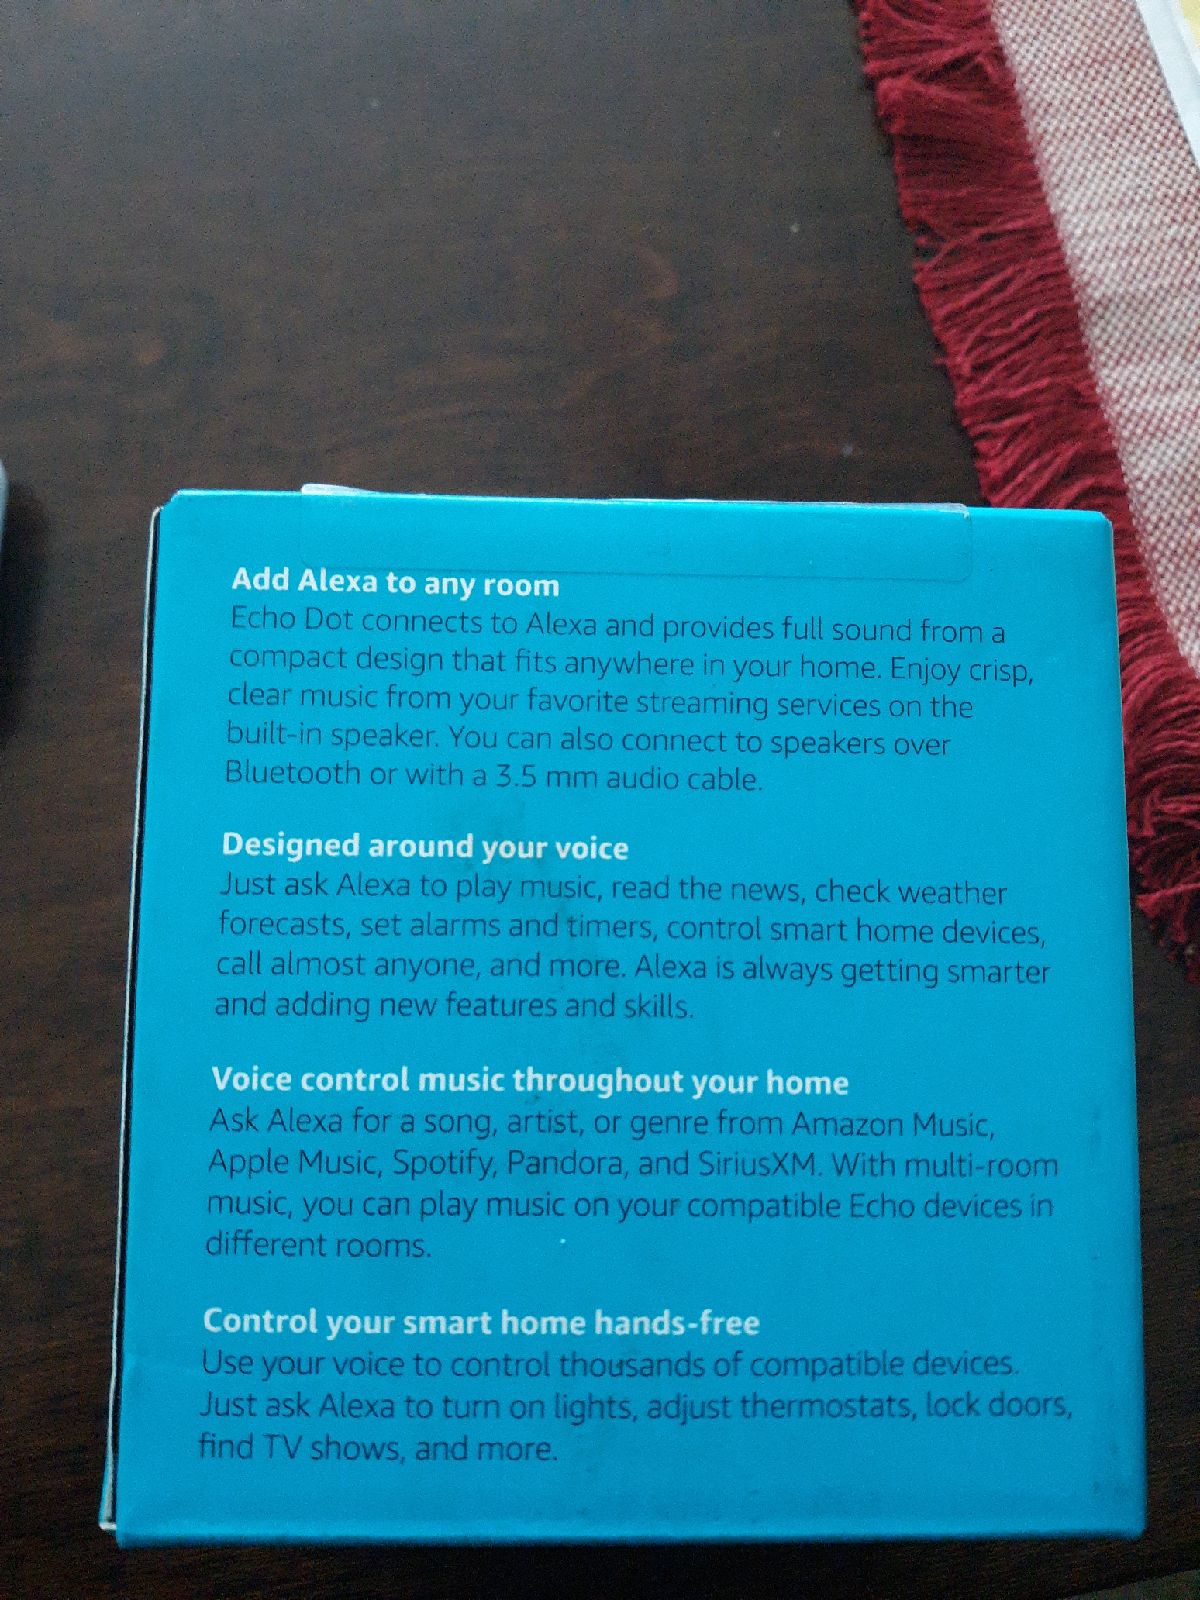 Add Alexa to any room
Echo Dot connects to Alexa and provides full sound from a
compact design that fits anywhere in your home. Enjoy crisp,
clear music from your favorite streaming services on the
built-in speaker. You can also connect to speakers over
Bluetooth or with a 3.5 mm audio cable.
Designed around your voice
Just ask Alexa to play music, read the news, check weather
forecasts, set alarms and timers, control smart home devices,
call almost anyone, and more. Alexa is always getting smarter
and adding new features and skills.
Voice control music throughout your home
Ask Alexa for a song, artist, or genre from Amazon Music,
Apple Music, Spotify, Pandora, and SiriusXM. With multi-room
music, you can play music on your compatible Echo devices in
different rooms.
Control your smart home hands-free
Use your voice to control thousands of compatible devices.
Just ask Alexa to turn on lights, adjust thermostats, lock doors,
find TV shows, and more.